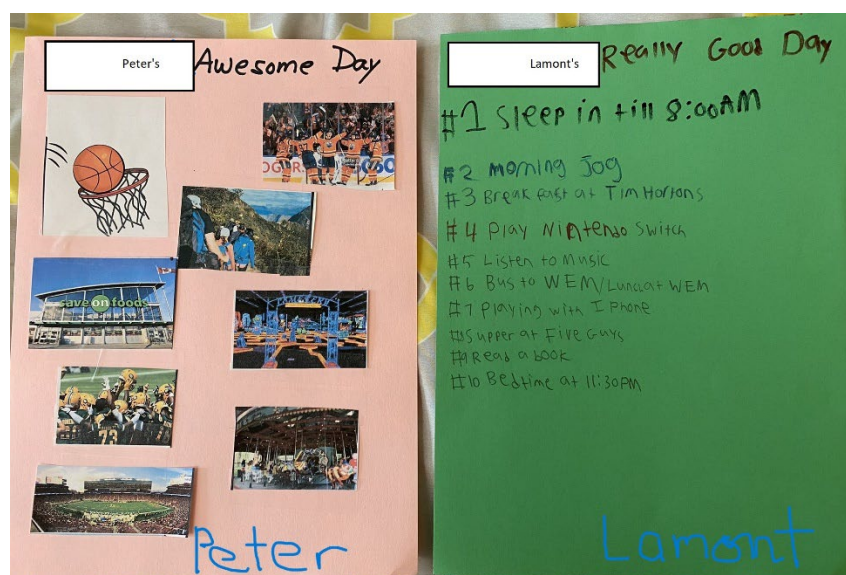 Peter's Awesome Day
save on foods
73
Peter
Lamont's Really Good Day
#1 Sleep in till 8:00AM
#2 Morning Jog
#3 Breakfast at Tim Hortons
#4 Play Nintendo Switch
#5 Listen to Music
#6 Bus to WEM/Lunch at WEM
#7 Playing with I Phone
#8 Supper at Five Guys
#9 Read a book
#10 Bedtime at 11:30PM
Lamont